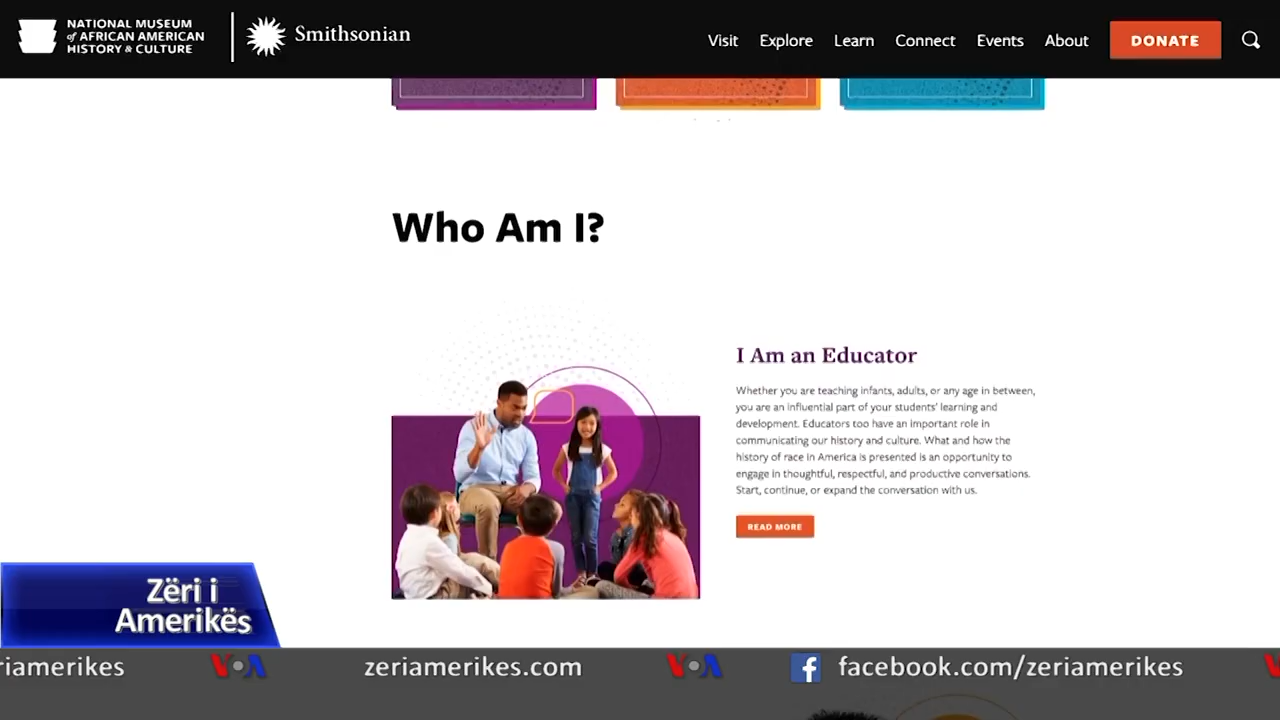 NATIONAL MUSEUM
of AFRICAN AMERICAN
HISTORY & CULTURE
Smithsonian
Visit
Explore
Learn
Connect
Events
About
DONATE
Who Am I?
I Am an Educator
Whether you are teaching infants, adults, or any age in between,
you are an influential part of your students' learning and
development. Educators too have an important role in
communicating our history and culture. What and how the
history of race in America is presented is an opportunity to
engage in thoughtful, respectful, and productive conversations.
Start, continue, or expand the conversation with us.
READ MORE
Zëri i
Amerikës
riamerikes
VOA
zeriamerikes.com
VOA
facebook.com/zeriamerikes